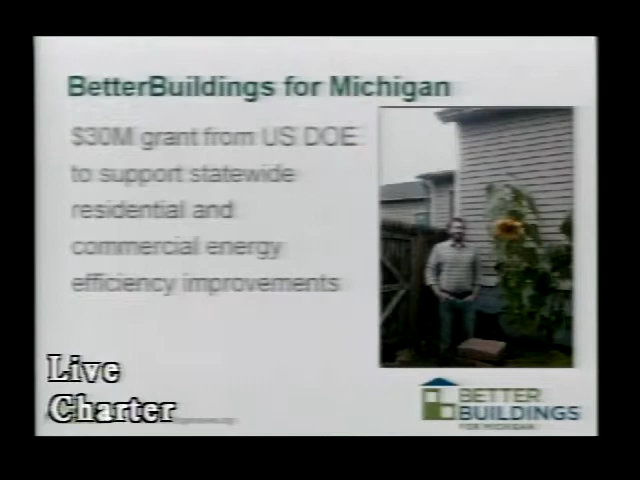 BetterBuildings for Michigan
$30M grant from US DOE
to support statewide
residential and
commercial energy
efficiency improvements
Live
Charter
BETTER
BUILDINGS
FOR MICHIGAN